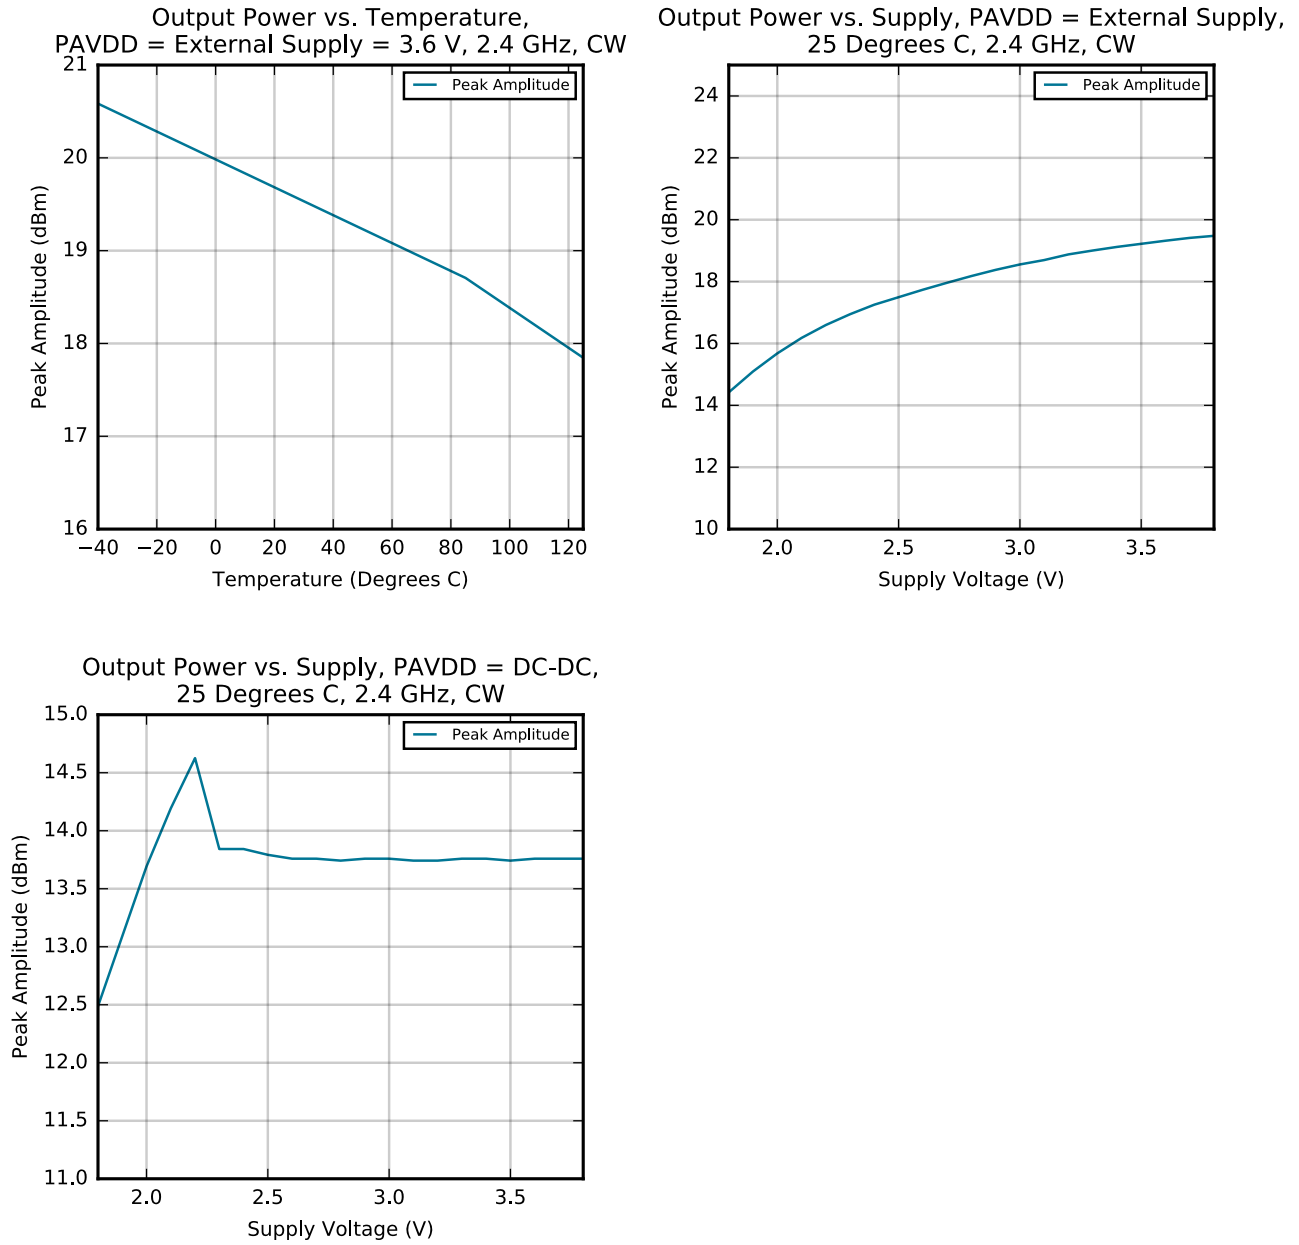 Output Power vs. Temperature,
PAVDD = External Supply = 3.6 V, 2.4 GHz, CW
Peak Amplitude
21
20
19
18
17
16
Peak Amplitude (dBm)
−40 −20 0 20 40 60 80 100 120
Temperature (Degrees C)
Output Power vs. Supply, PAVDD = External Supply,
25 Degrees C, 2.4 GHz, CW
Peak Amplitude
24
22
20
18
16
14
12
10
Peak Amplitude (dBm)
2.0 2.5 3.0 3.5
Supply Voltage (V)
Output Power vs. Supply, PAVDD = DC-DC,
25 Degrees C, 2.4 GHz, CW
Peak Amplitude
15.0
14.5
14.0
13.5
13.0
12.5
12.0
11.5
11.0
Peak Amplitude (dBm)
2.0 2.5 3.0 3.5
Supply Voltage (V)